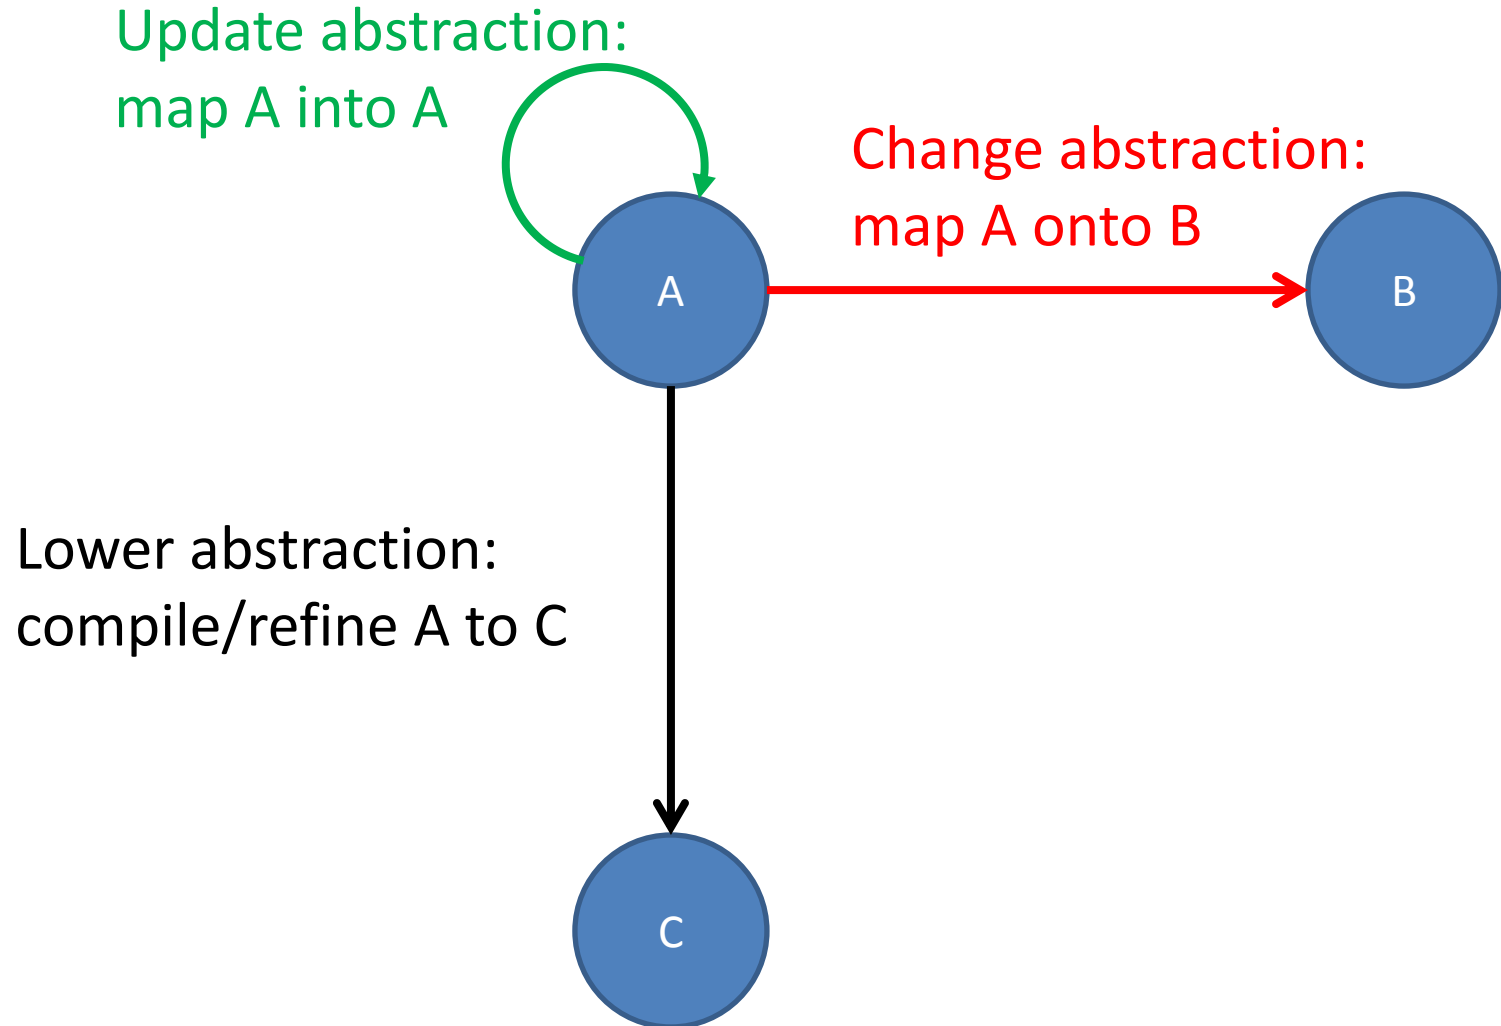 Update abstraction:
map A into A
Change abstraction:
map A onto B
A
B
Lower abstraction:
compile/refine A to C
C